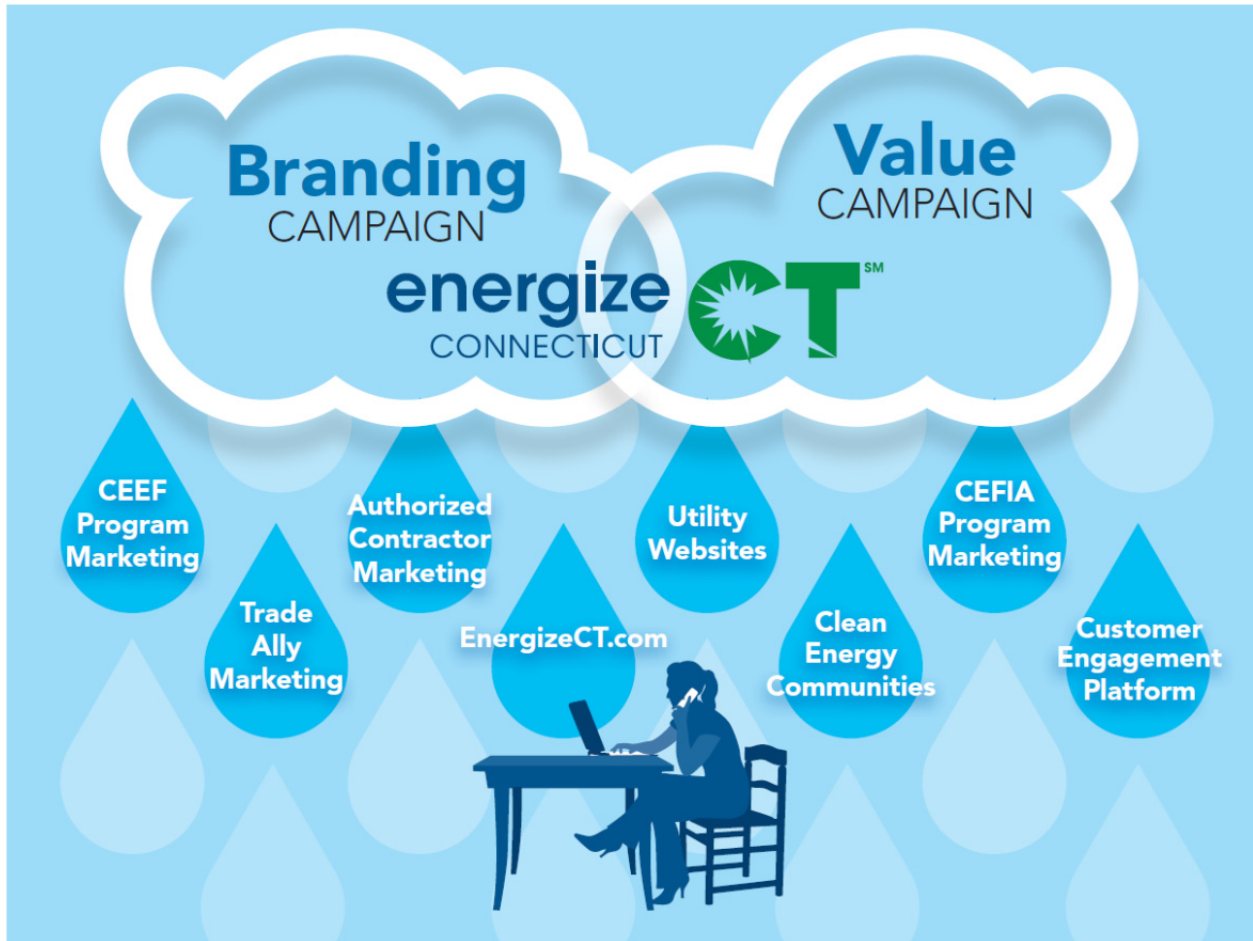 Branding
CAMPAIGN
Value
CAMPAIGN
energize
CONNECTICUT
CT SM
CEEF
Program
Marketing
Trade
Ally
Marketing
Authorized
Contractor
Marketing
EnergizeCT.com
Utility
Websites
Clean
Energy
Communities
CEFIA
Program
Marketing
Customer
Engagement
Platform